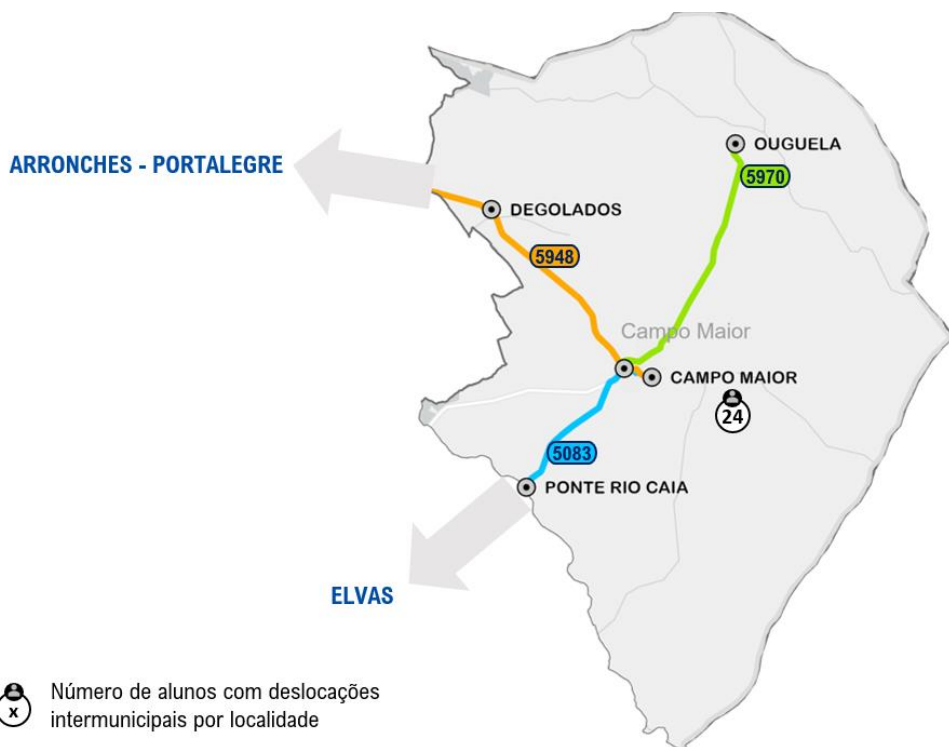 OUGUELA
ARRONCHES - PORTALEGRE
5970
DEGOLADOS
5948
Campo Maior
CAMPO MAIOR
24
5083
PONTE RIO CAIA
ELVAS
x
Número de alunos com deslocações
intermunicipais por localidade